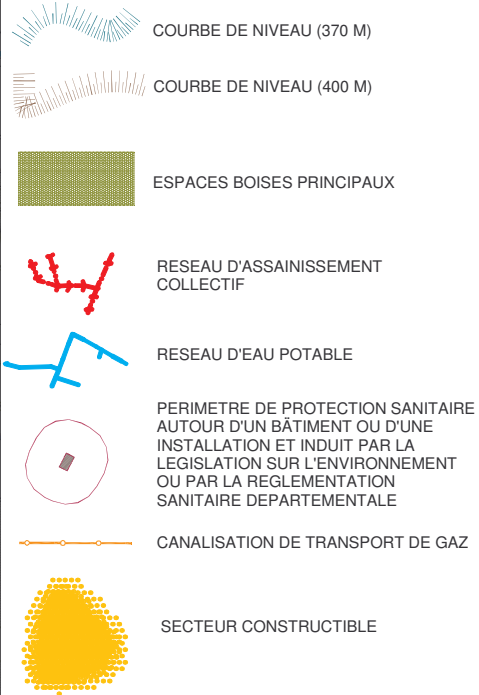 COURBE DE NIVEAU (370 M)
COURBE DE NIVEAU (400 M)
ESPACES BOISES PRINCIPAUX
RESEAU D'ASSAINISSEMENT
COLLECTIF
RESEAU D'EAU POTABLE
PERIMETRE DE PROTECTION SANITAIRE
AUTOUR D'UN BÄTIMENT OU D'UNE
INSTALLATION ET INDUIT PAR LA
LEGISLATION SUR L'ENVIRONNEMENT
OU PAR LA REGLEMENTATION
SANITAIRE DEPARTEMENTALE
CANALISATION DE TRANSPORT DE GAZ
SECTEUR CONSTRUCTIBLE